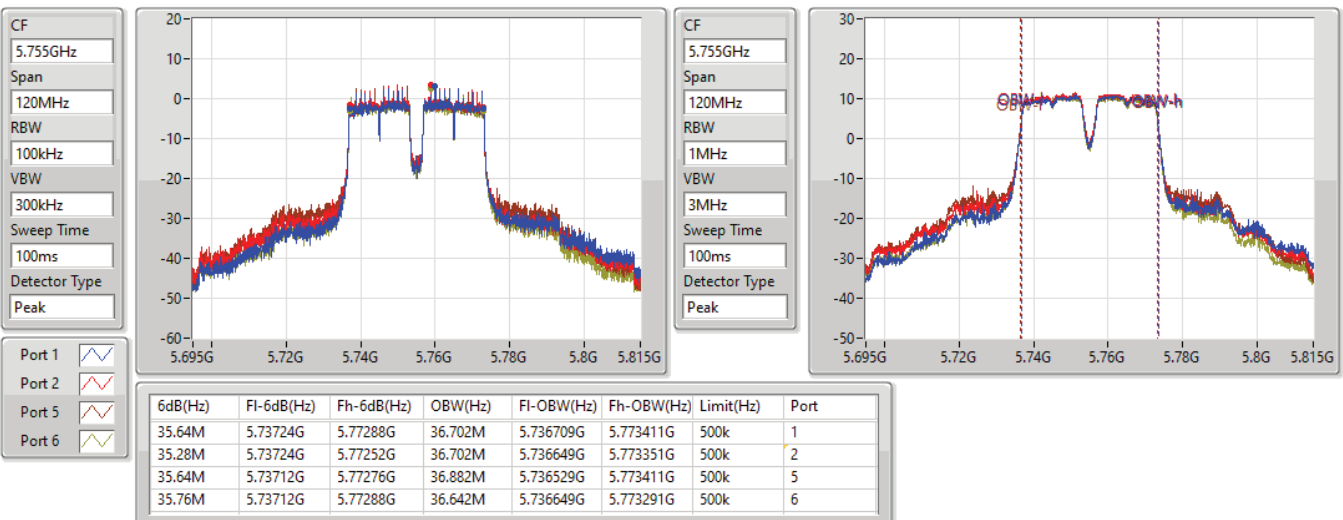 CF
5.755GHz
Span
120MHz
RBW
100kHz
VBW
300kHz
Sweep Time
100ms
Detector Type
Peak
Port 1
Port 2
Port 5
Port 6
20
10
0
-10
-20
-30
-40
-50
-60
5.695G 5.72G 5.74G 5.76G 5.78G 5.8G 5.815G
CF
5.755GHz
Span
120MHz
RBW
1MHz
VBW
3MHz
Sweep Time
100ms
Detector Type
Peak
30
20
10
0
-10
-20
-30
-40
-50
OBW-h
5.695G 5.72G 5.74G 5.76G 5.78G 5.8G 5.815G
6dB(Hz) Fl-6dB(Hz) Fh-6dB(Hz) OBW(Hz) Fl-OBW(Hz) Fh-OBW(Hz) Limit(Hz) Port
35.64M 5.73724G 5.77288G 36.702M 5.736709G 5.773411G 500k 1
35.28M 5.73724G 5.77252G 36.702M 5.736649G 5.773351G 500k 2
35.64M 5.73712G 5.77276G 36.882M 5.736529G 5.773411G 500k 5
35.76M 5.73712G 5.77288G 36.642M 5.736649G 5.773291G 500k 6